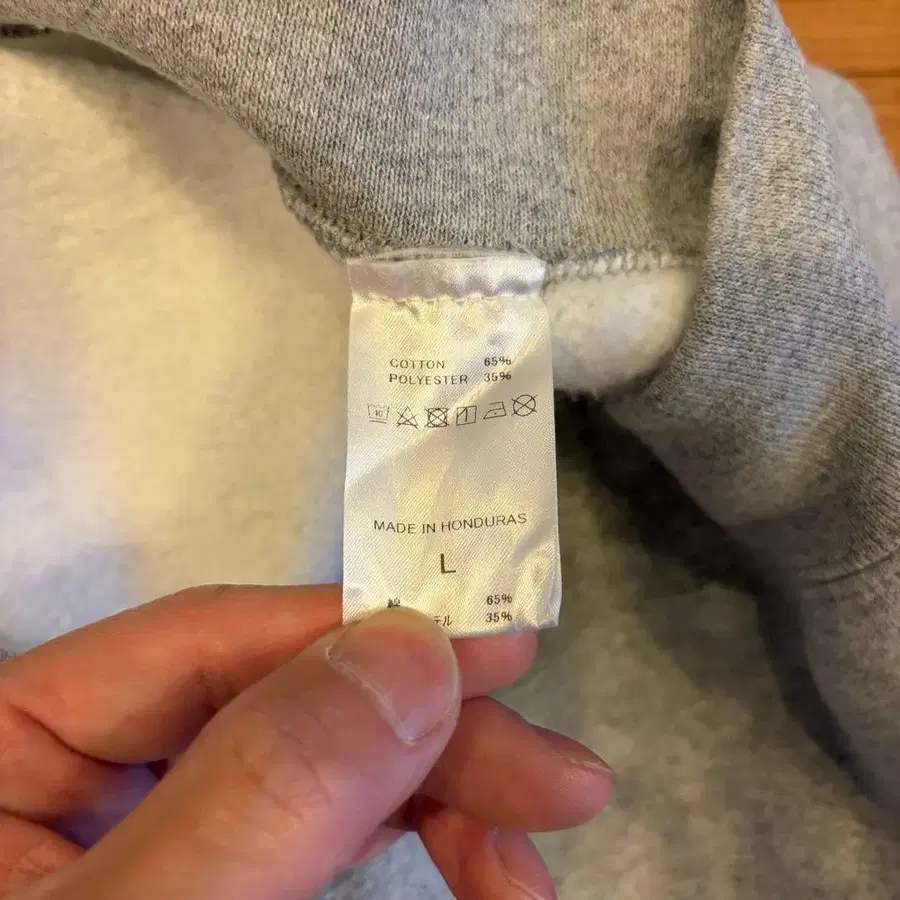 COTTON 65%
POLYESTER 35%
MADE IN HONDURAS
L
綿 65%
テル 35%